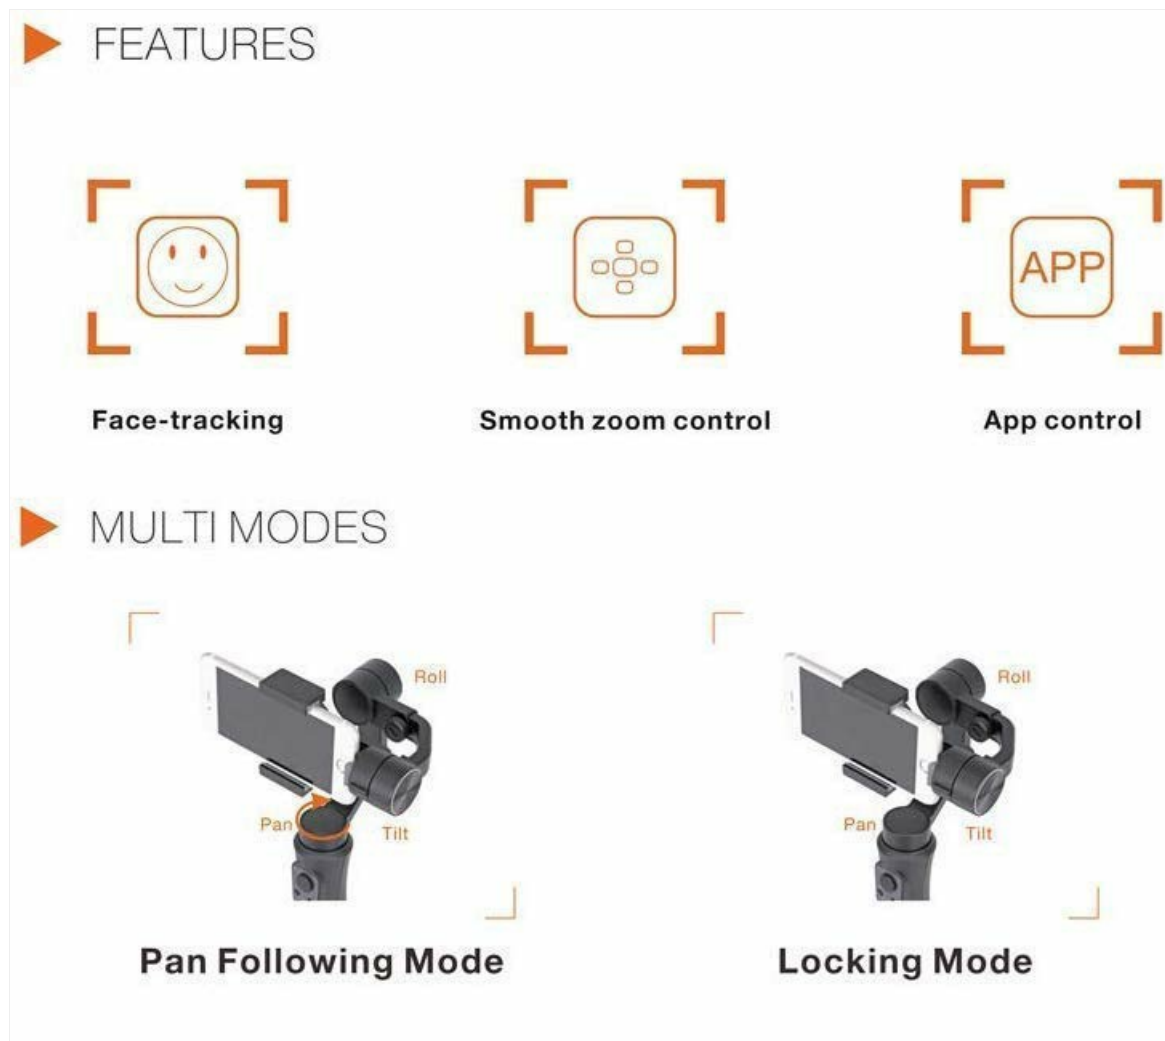 FEATURES
APP
Face-tracking
Smooth zoom control
App control
MULTI MODES
Roll
Pan
Tilt
Roll
Pan
Tilt
Pan Following Mode
Locking Mode